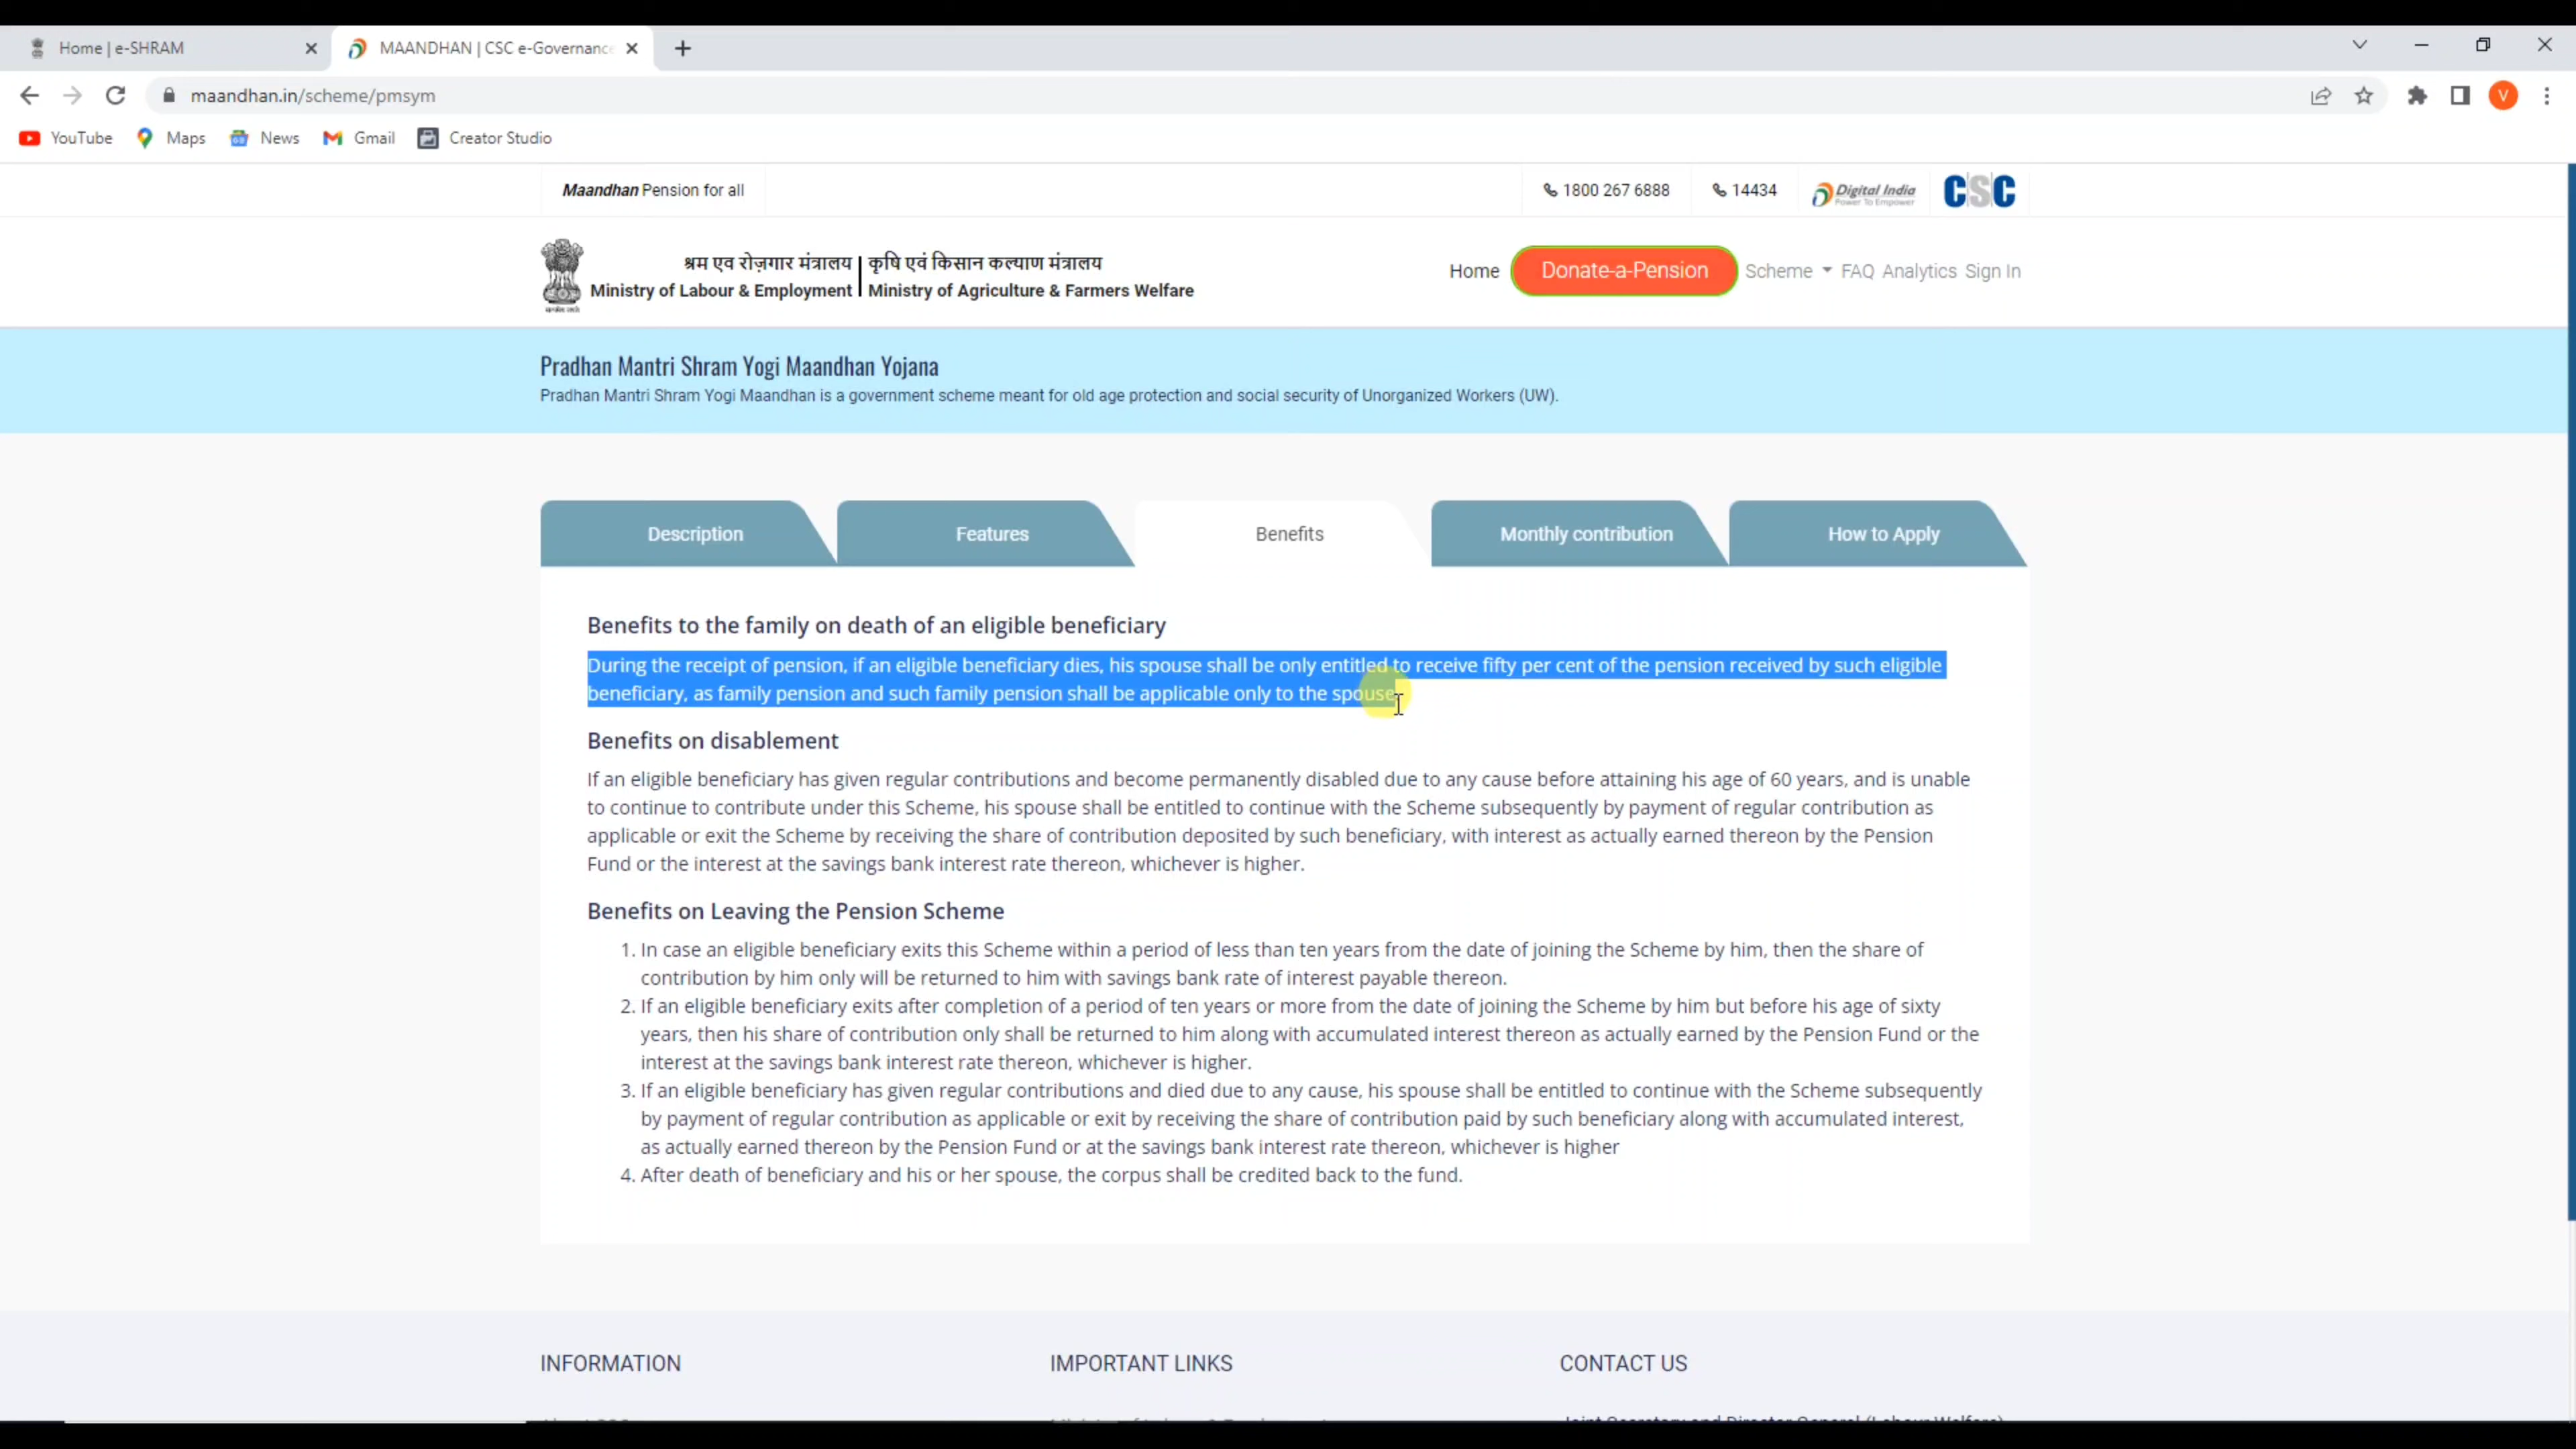 Home | e-SHRAM
MAANDHAN | CSC e-Governance
maandhan.in/scheme/pmsym
V
YouTube
Maps
News
Gmail
Creator Studio
Maandhan Pension for all
1800 267 6888
14434
Digital India
Power To Empower
CSC
श्रम एव रोज़गार मंत्रालय
कृषि एवं किसान कल्याण मंत्रालय
Ministry of Labour & Employment
Ministry of Agriculture & Farmers Welfare
Home
Donate-a-Pension
Scheme
FAQ
Analytics
Sign In
Pradhan Mantri Shram Yogi Maandhan Yojana
Pradhan Mantri Shram Yogi Maandhan is a government scheme meant for old age protection and social security of Unorganized Workers (UW).
Description
Features
Benefits
Monthly contribution
How to Apply
Benefits to the family on death of an eligible beneficiary
During the receipt of pension, if an eligible beneficiary dies, his spouse shall be only entitled to receive fifty per cent of the pension received by such eligible
beneficiary, as family pension and such family pension shall be applicable only to the spouse.
Benefits on disablement
If an eligible beneficiary has given regular contributions and become permanently disabled due to any cause before attaining his age of 60 years, and is unable
to continue to contribute under this Scheme, his spouse shall be entitled to continue with the Scheme subsequently by payment of regular contribution as
applicable or exit the Scheme by receiving the share of contribution deposited by such beneficiary, with interest as actually earned thereon by the Pension
Fund or the interest at the savings bank interest rate thereon, whichever is higher.
Benefits on Leaving the Pension Scheme
1. In case an eligible beneficiary exits this Scheme within a period of less than ten years from the date of joining the Scheme by him, then the share of
contribution by him only will be returned to him with savings bank rate of interest payable thereon.
2. If an eligible beneficiary exits after completion of a period of ten years or more from the date of joining the Scheme by him but before his age of sixty
years, then his share of contribution only shall be returned to him along with accumulated interest thereon as actually earned by the Pension Fund or the
interest at the savings bank interest rate thereon, whichever is higher.
3. If an eligible beneficiary has given regular contributions and died due to any cause, his spouse shall be entitled to continue with the Scheme subsequently
by payment of regular contribution as applicable or exit by receiving the share of contribution paid by such beneficiary along with accumulated interest,
as actually earned thereon by the Pension Fund or at the savings bank interest rate thereon, whichever is higher
4. After death of beneficiary and his or her spouse, the corpus shall be credited back to the fund.
INFORMATION
IMPORTANT LINKS
CONTACT US
Joint Secretary and Director General (Labour Welfare)